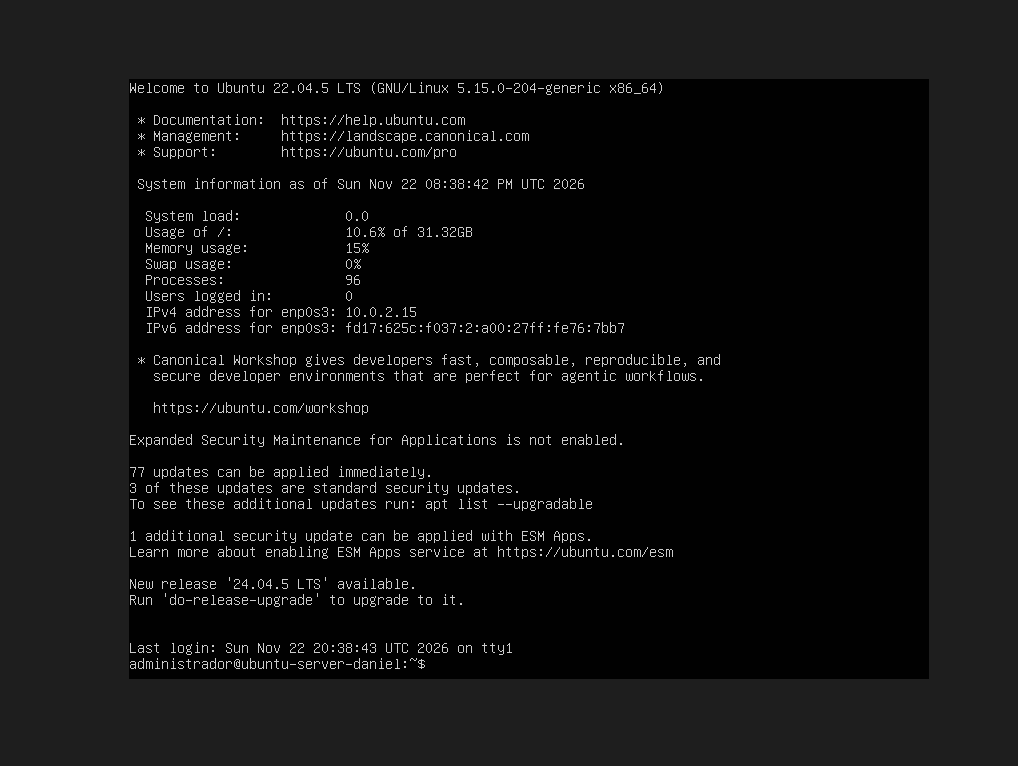 Welcome to Ubuntu 22.04.5 LTS (GNU/Linux 5.15.0-204-generic x86_64)
* Documentation:  https://help.ubuntu.com
* Management:     https://landscape.canonical.com
* Support:        https://ubuntu.com/pro
System information as of Sun Nov 22 08:38:42 PM UTC 2026
System load:             0.0
Usage of /:              10.6% of 31.32GB
Memory usage:            15%
Swap usage:              0%
Processes:               96
Users logged in:         0
IPv4 address for enp0s3: 10.0.2.15
IPv6 address for enp0s3: fd17:625c:f037:2:a00:27ff:fe76:7bb7
* Canonical Workshop gives developers fast, composable, reproducible, and
secure developer environments that are perfect for agentic workflows.
https://ubuntu.com/workshop
Expanded Security Maintenance for Applications is not enabled.
77 updates can be applied immediately.
3 of these updates are standard security updates.
To see these additional updates run: apt list --upgradable
1 additional security update can be applied with ESM Apps.
Learn more about enabling ESM Apps service at https://ubuntu.com/esm
New release '24.04.5 LTS' available.
Run 'do-release-upgrade' to upgrade to it.
Last login: Sun Nov 22 20:38:43 UTC 2026 on tty1
administrador@ubuntu-server-daniel:~$